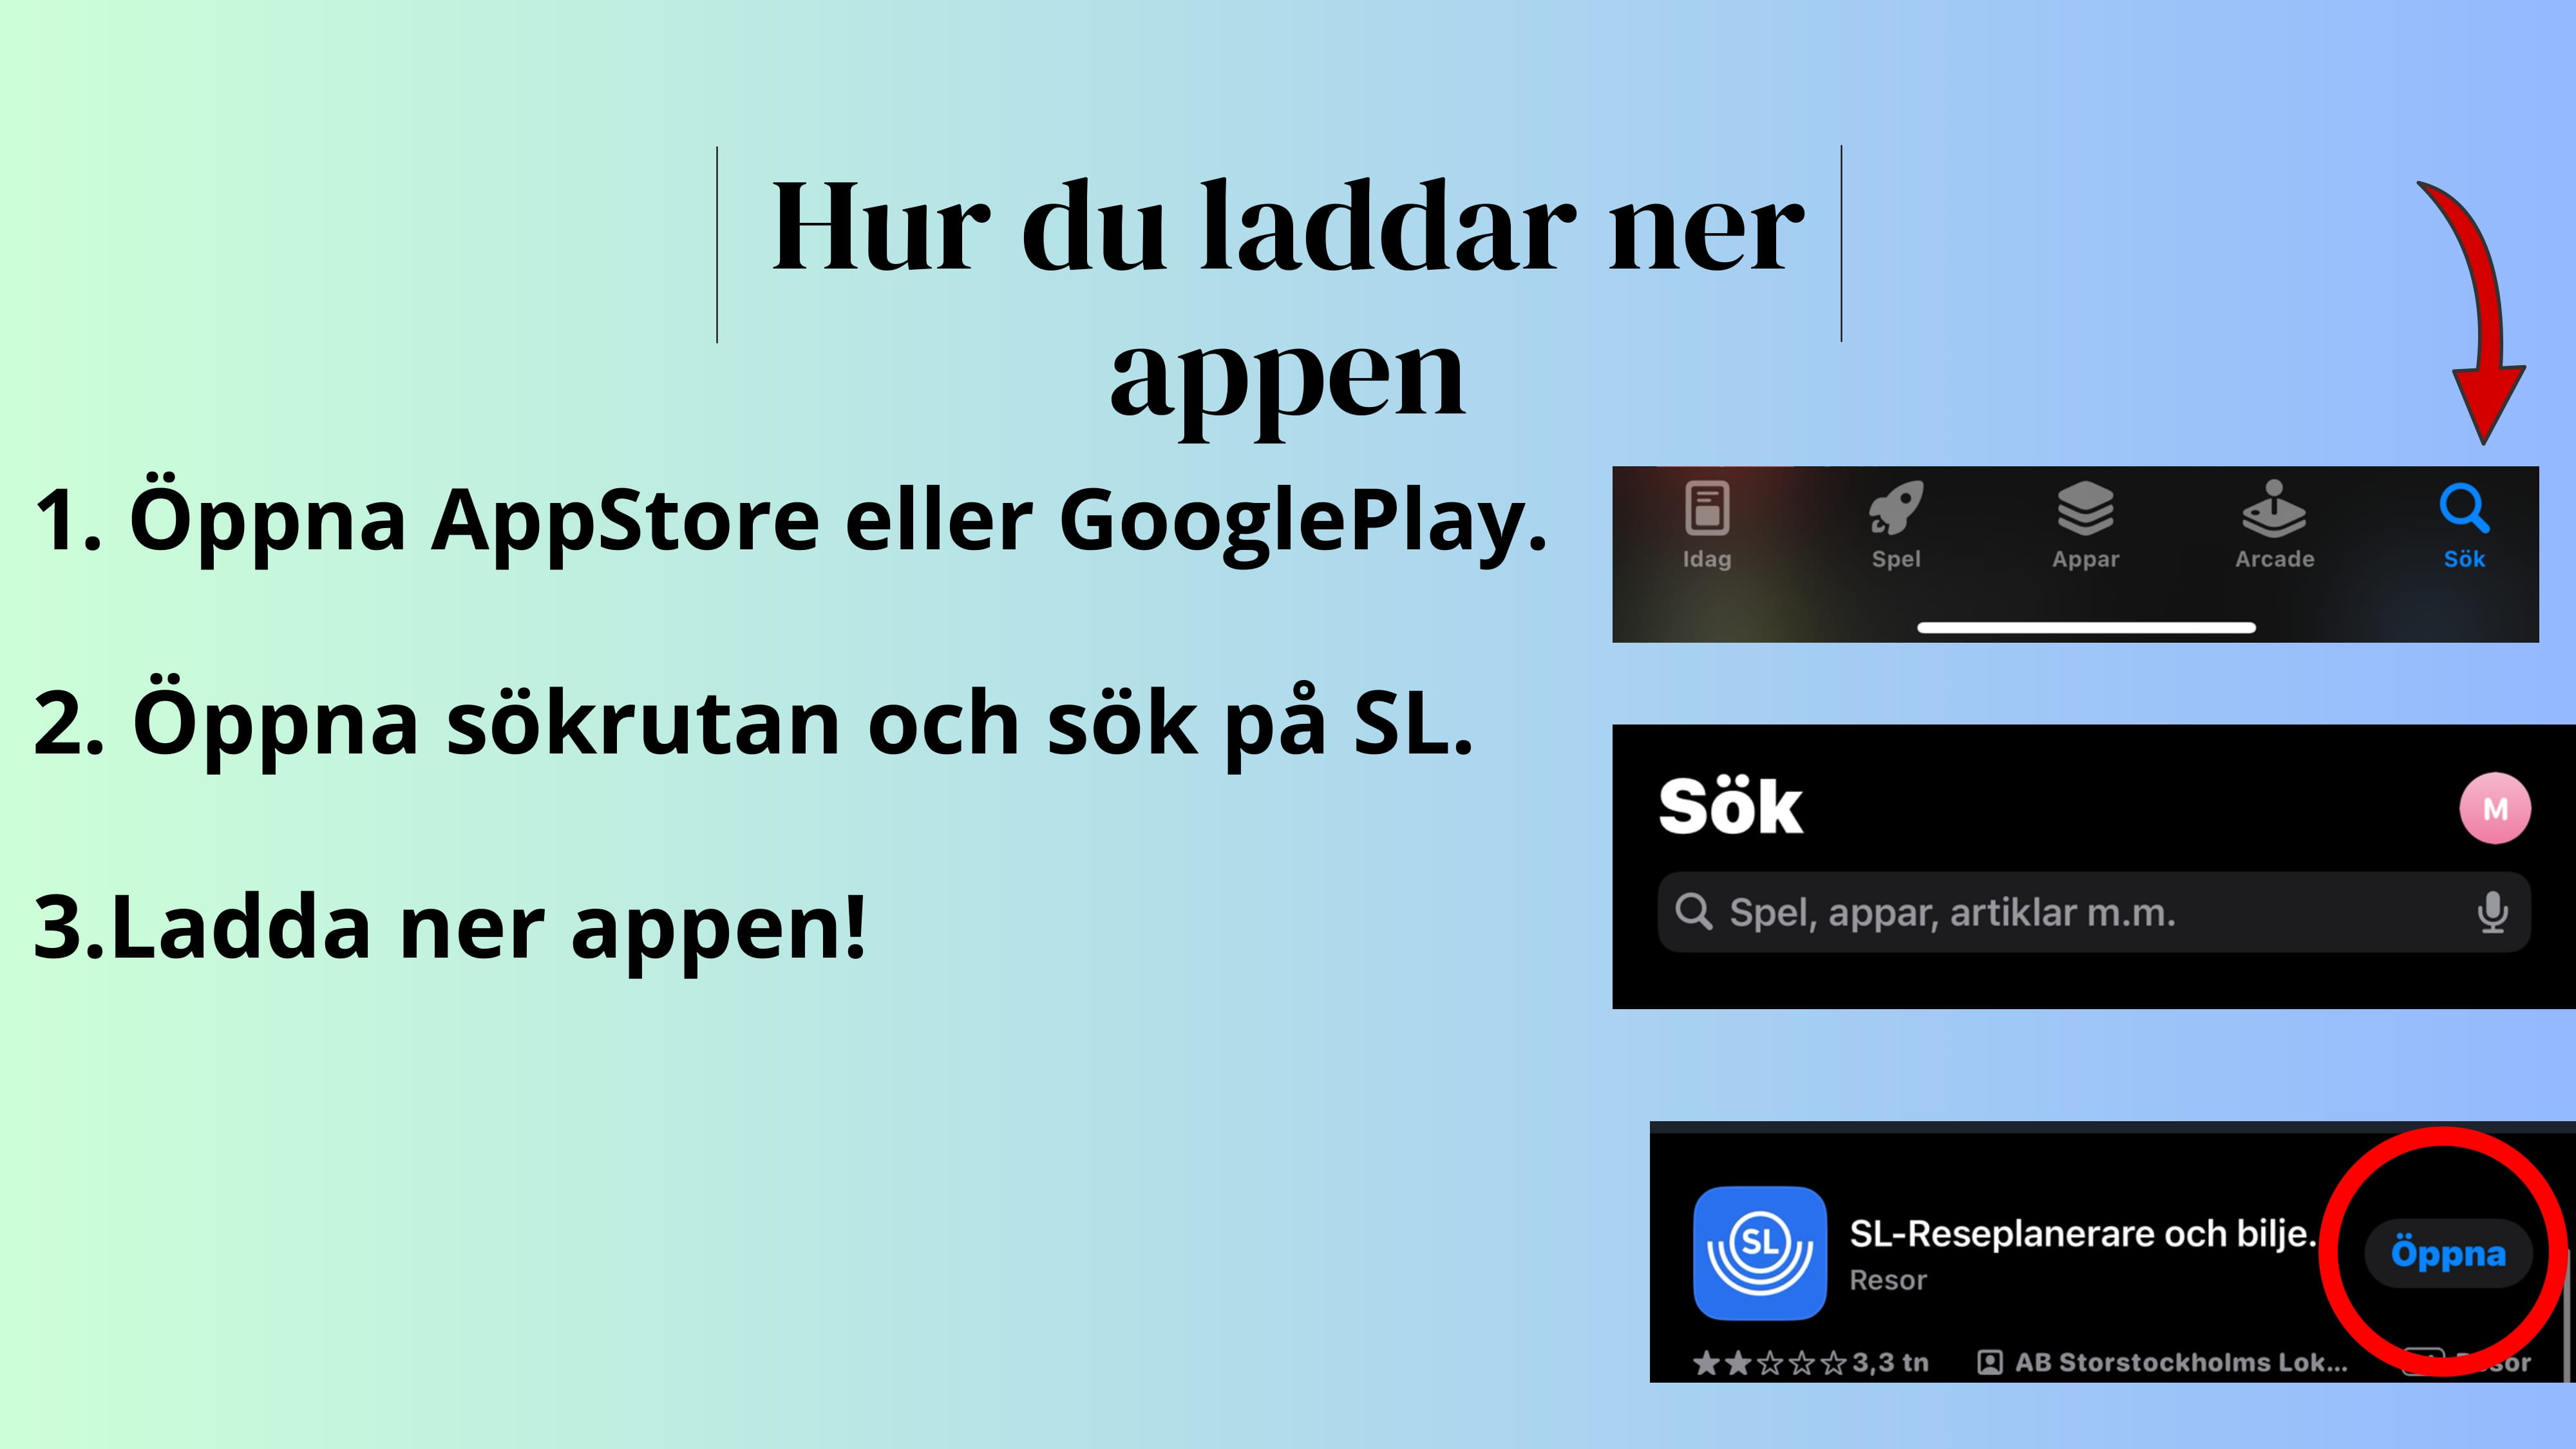 Hur du laddar ner
appen
1. Öppna AppStore eller GooglePlay.
2. Öppna sökrutan och sök på SL.
3.Ladda ner appen!
Idag Spel Appar Arcade Sök
Sök
M
Spel, appar, artiklar m.m.
SL
SL-Reseplanerare och bilje.
Resor
Öppna
3,3 tn AB Storstockholms Lok...